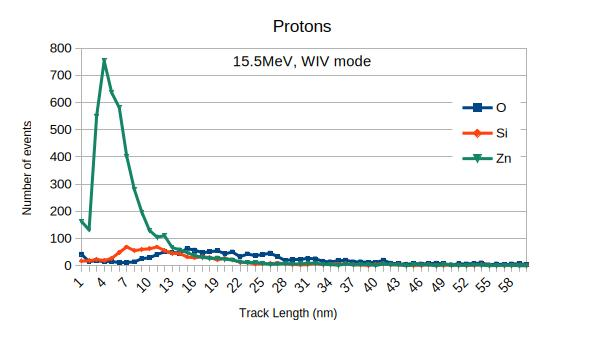 Protons
15.5MeV, WIV mode
800
700
600
500
400
300
200
100
0
Number of events
O
Si
Zn
1 4 7 10 13 16 19 22 25 28 31 34 37 40 43 46 49 52 55 58
Track Length (nm)